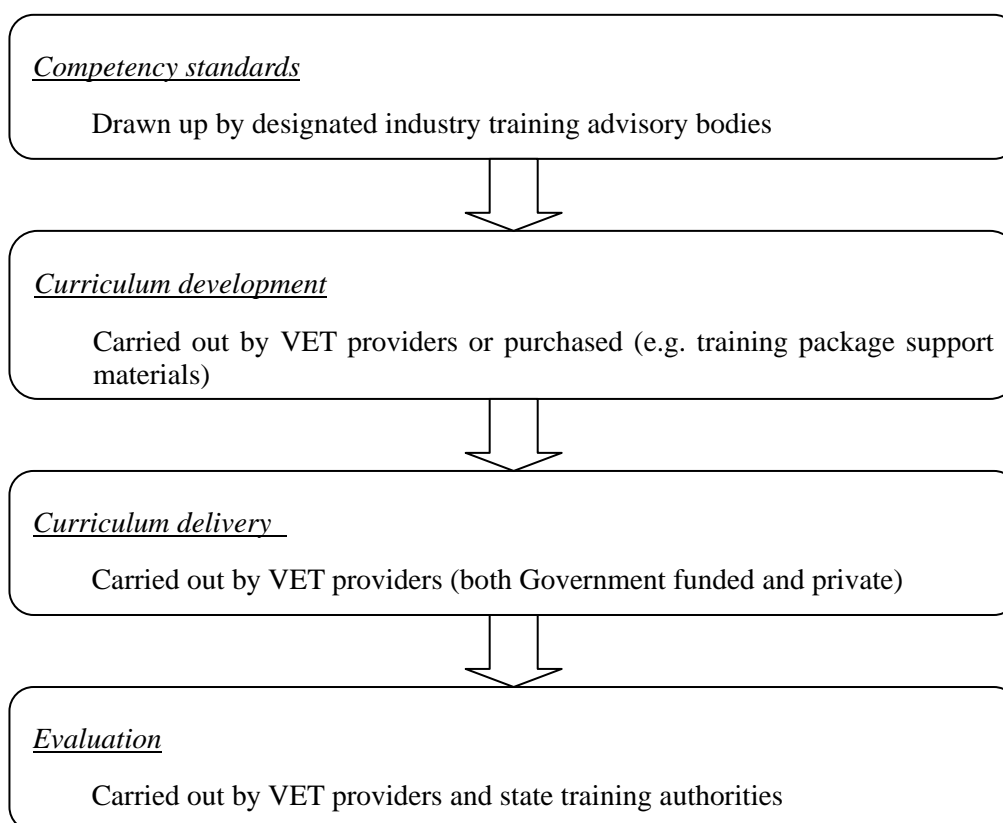 Competency standards
Drawn up by designated industry training advisory bodies
Curriculum development
Carried out by VET providers or purchased (e.g. training package support
materials)
Curriculum delivery
Carried out by VET providers (both Government funded and private)
Evaluation
Carried out by VET providers and state training authorities